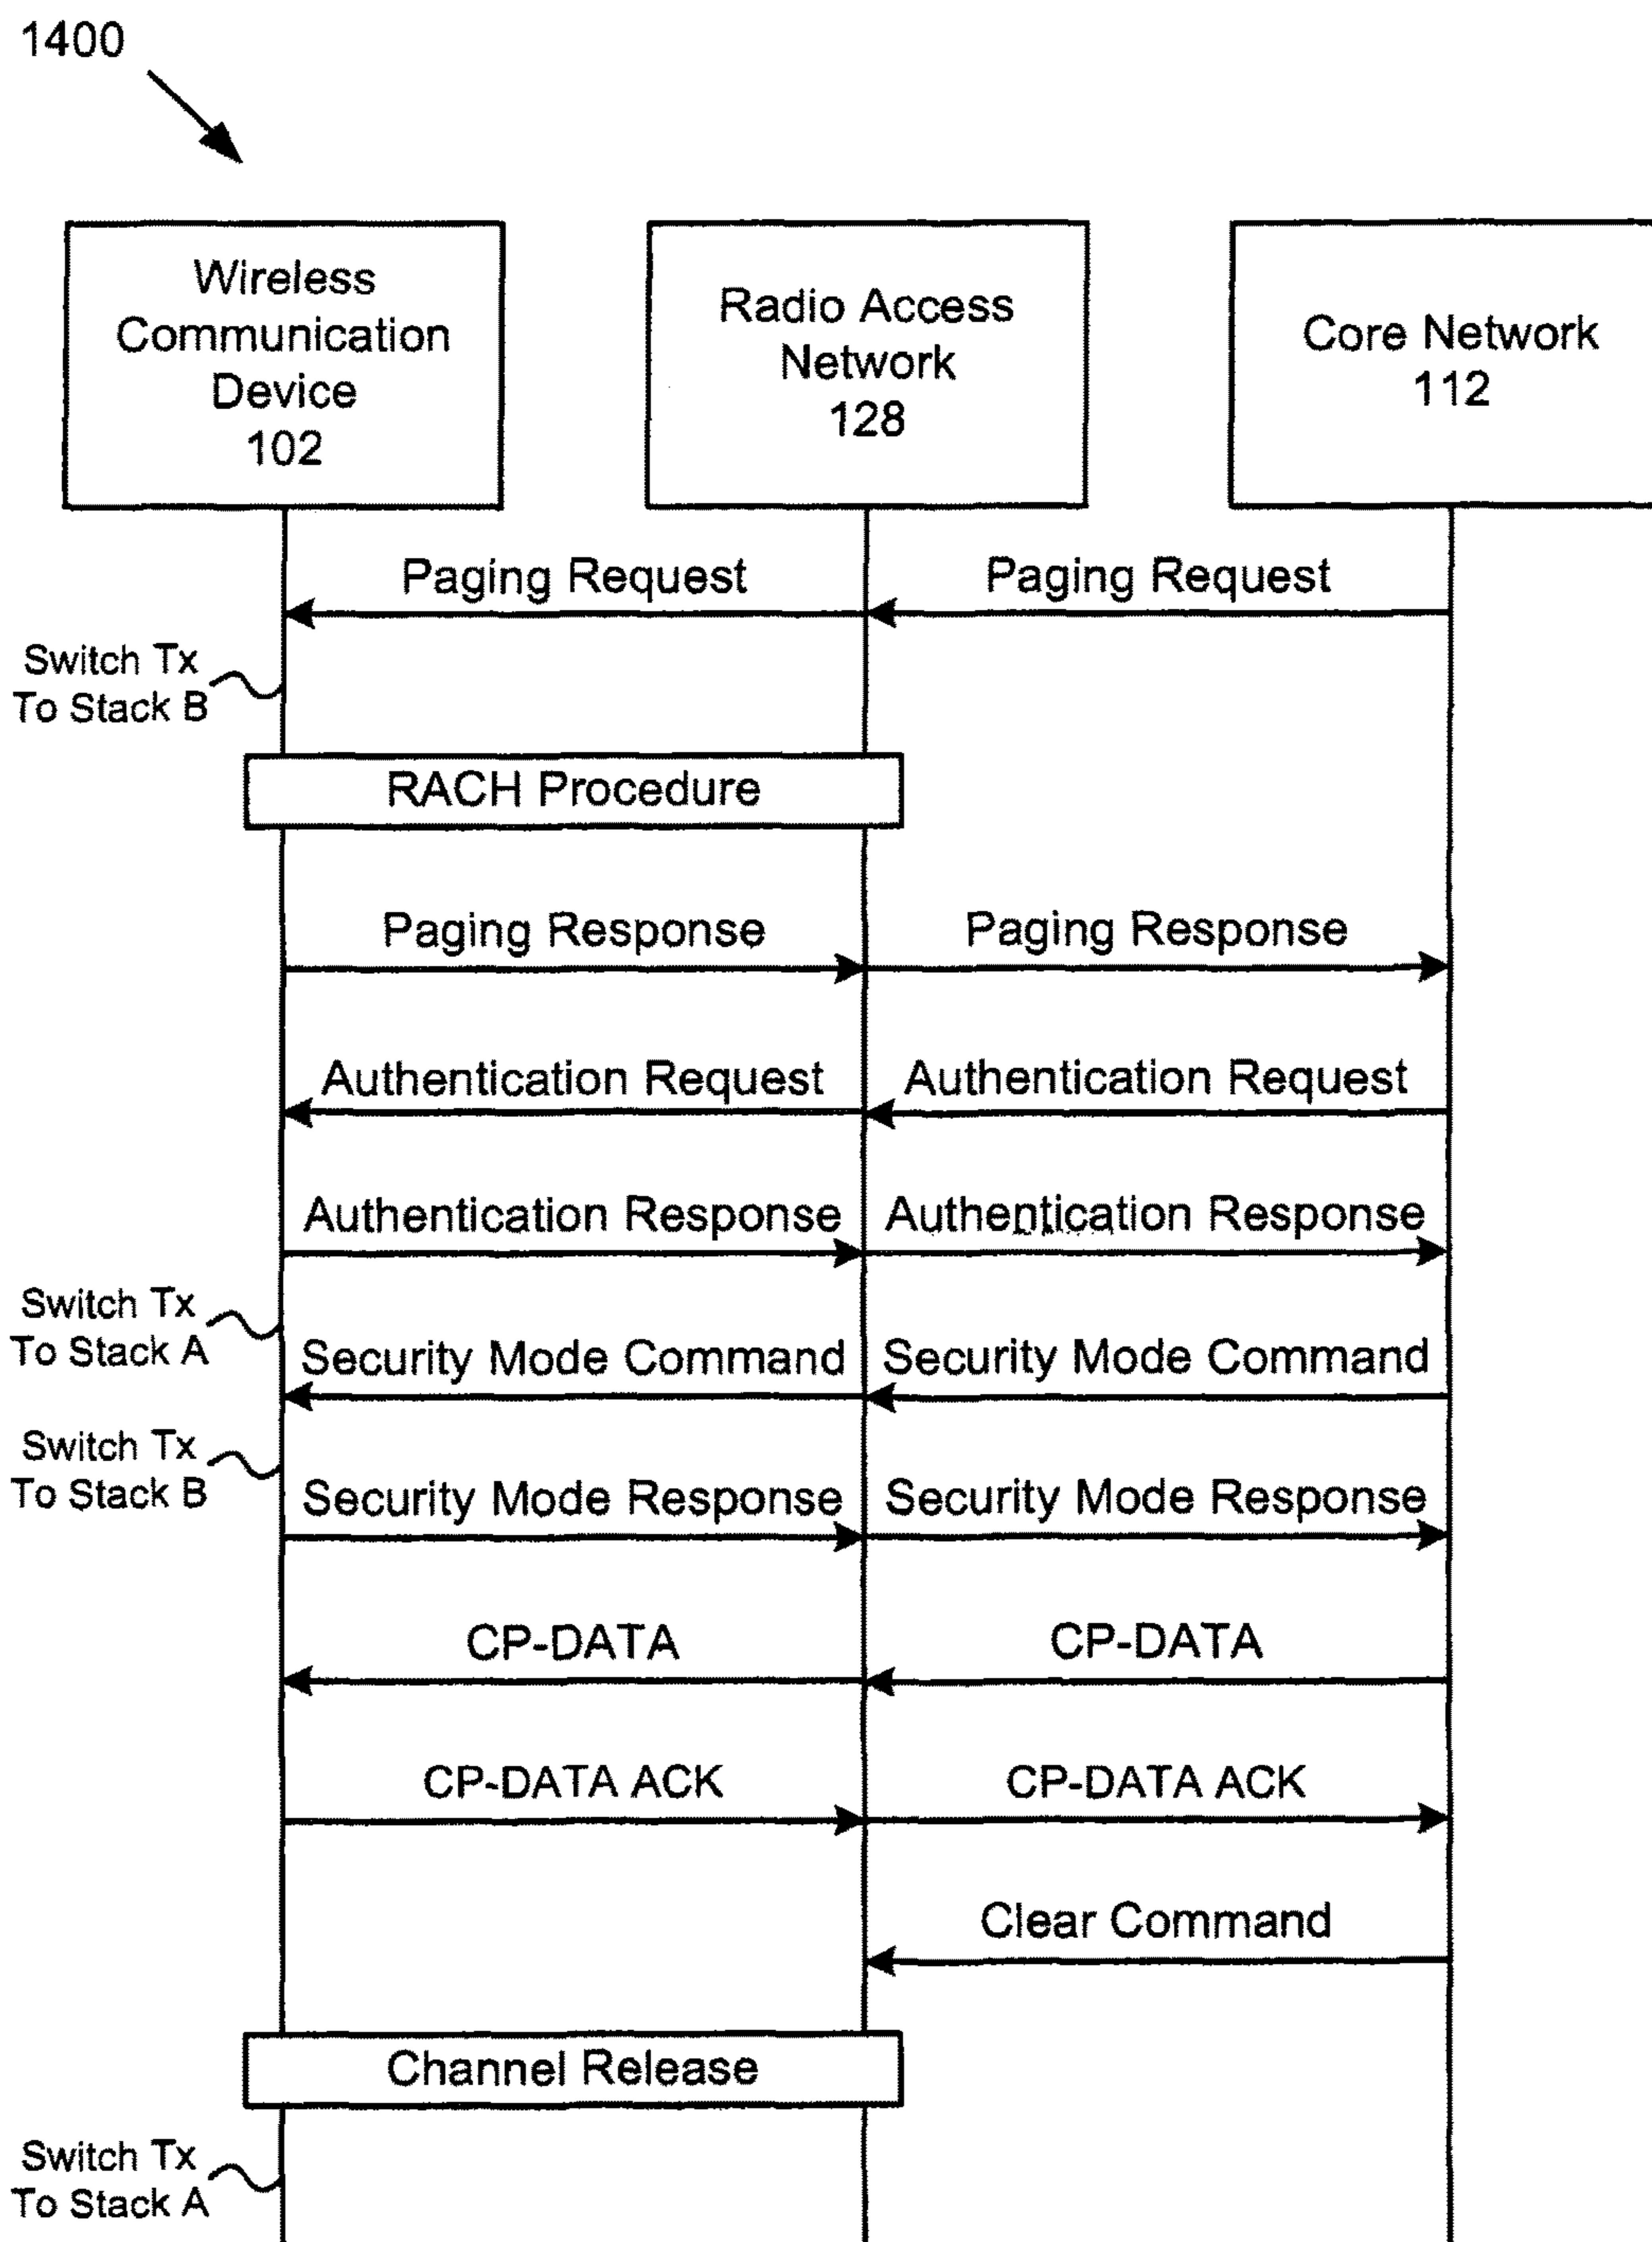 1400
Wireless
Communication
Device
102
Radio Access
Network
128
Core Network
112
Paging Request
Paging Request
Switch Tx
To Stack B
RACH Procedure
Paging Response
Paging Response
Authentication Request
Authentication Request
Authentication Response
Authentication Response
Switch Tx
To Stack A
Security Mode Command
Security Mode Command
Switch Tx
To Stack B
Security Mode Response
Security Mode Response
CP-DATA
CP-DATA
CP-DATA ACK
CP-DATA ACK
Clear Command
Channel Release
Switch Tx
To Stack A